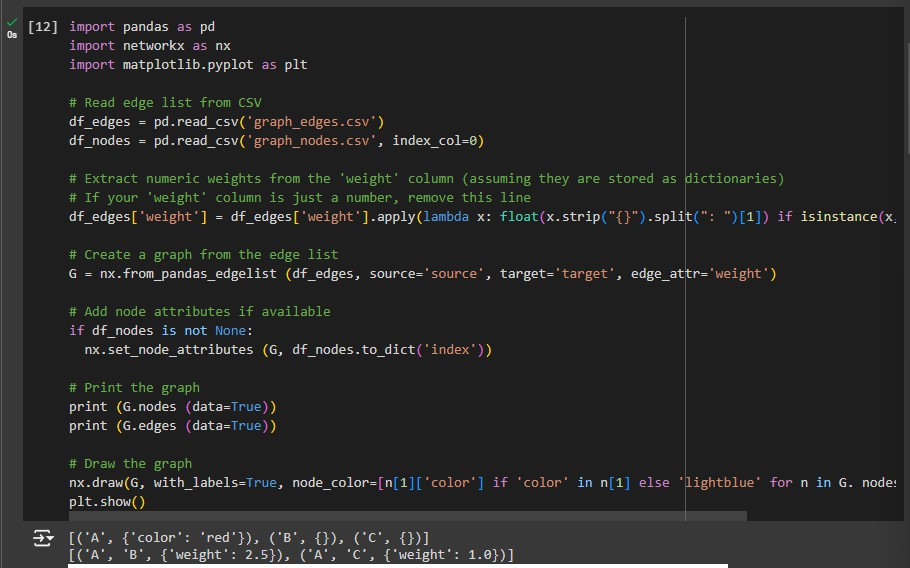 0s
[12] import pandas as pd
import networkx as nx
import matplotlib.pyplot as plt
# Read edge list from CSV
df_edges = pd.read_csv('graph_edges.csv')
df_nodes = pd.read_csv('graph_nodes.csv', index_col=0)
# Extract numeric weights from the 'weight' column (assuming they are stored as dictionaries)
# If your 'weight' column is just a number, remove this line
df_edges['weight'] = df_edges['weight'].apply(lambda x: float(x.strip("{}").split(": ")[1]) if isinstance(x,
# Create a graph from the edge list
G = nx.from_pandas_edgelist (df_edges, source='source', target='target', edge_attr='weight')
# Add node attributes if available
if df_nodes is not None:
  nx.set_node_attributes (G, df_nodes.to_dict('index'))
# Print the graph
print (G.nodes (data=True))
print (G.edges (data=True))
# Draw the graph
nx.draw(G, with_labels=True, node_color=[n[1]['color'] if 'color' in n[1] else 'lightblue' for n in G. nodes
plt.show()
[('A', {'color': 'red'}), ('B', {}), ('C', {})]
[('A', 'B', {'weight': 2.5}), ('A', 'C', {'weight': 1.0})]